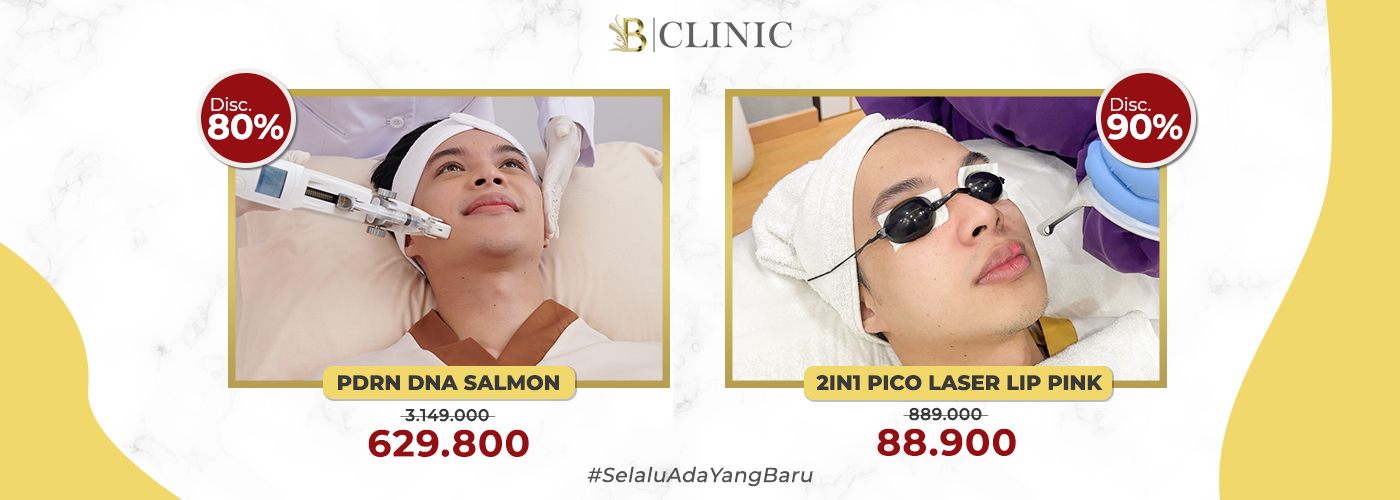 B CLINIC
Disc.
80%
PDRN DNA SALMON
3.149.000
629.800
Disc.
90%
2IN1 PICO LASER LIP PINK
889.000
88.900
#SelaluAdaYangBaru